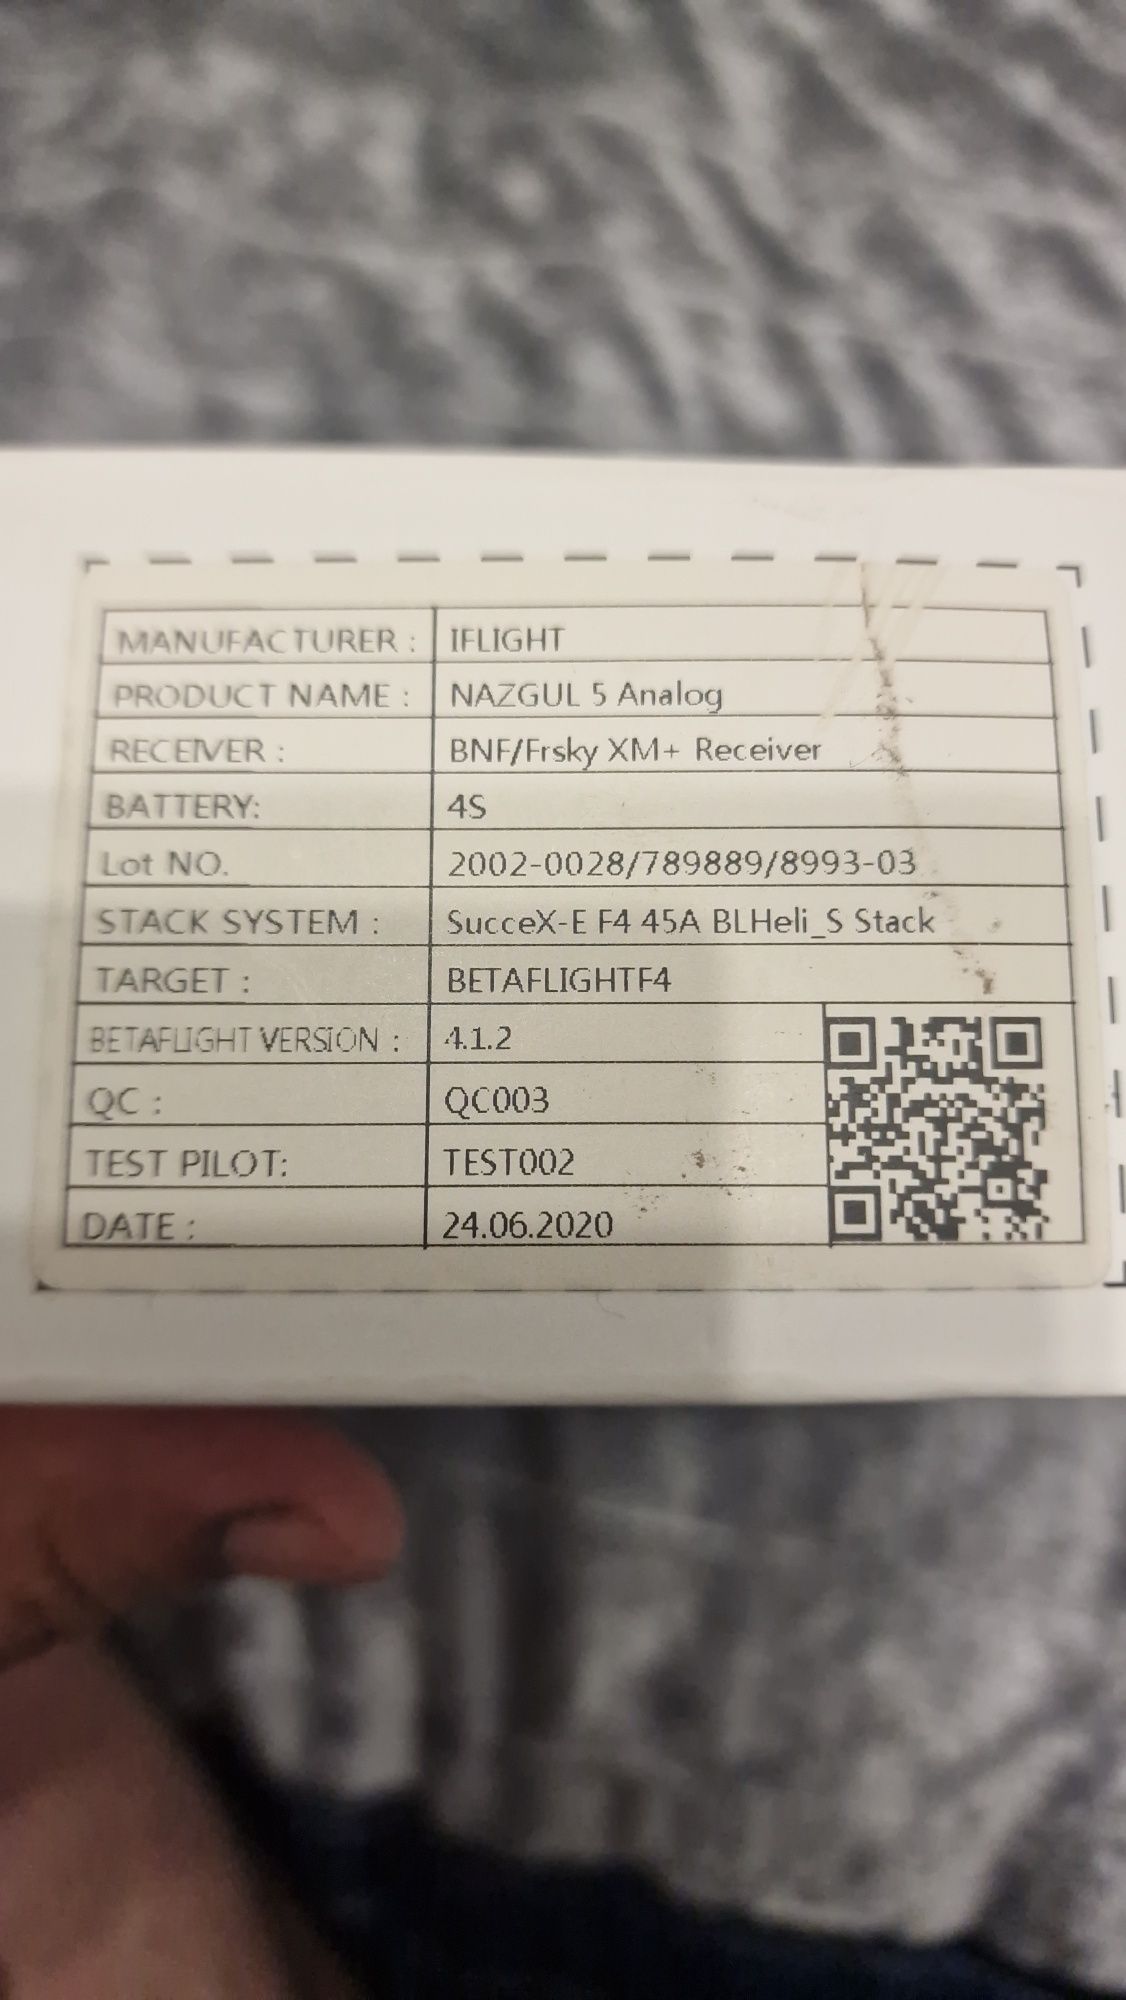 MANUFACTURER : IFLIGHT
PRODUCT NAME : NAZGUL 5 Analog
RECEIVER : BNF/Frsky XM+ Receiver
BATTERY: 4S
Lot NO. 2002-0028/789889/8993-03
STACK SYSTEM : SucceX-E F4 45A BLHeli_S Stack
TARGET : BETAFLIGHTF4
BETAFLIGHT VERSION : 4.1.2
QC : QC003
TEST PILOT: TEST002
DATE : 24.06.2020